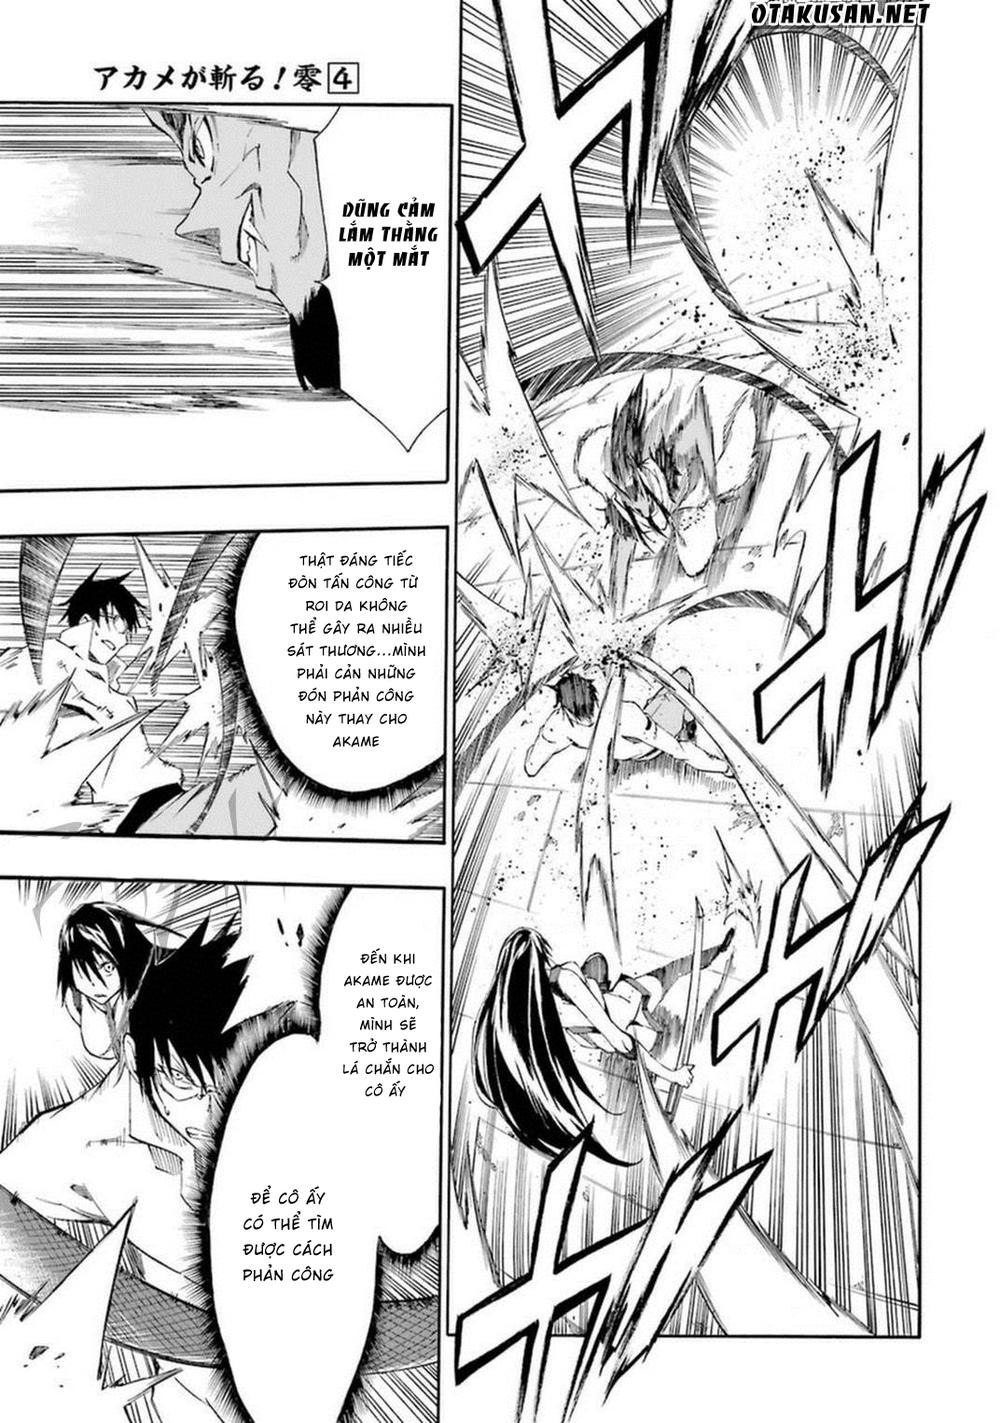 OTAKUSAN.NET
アカメが斬る!零4
DŨNG CẢM
LẮM THẰNG
MỘT MẮT
THẬT ĐÁNG TIẾC
ĐÒN TẤN CÔNG TỪ
ROI DA KHÔNG
THỂ GÂY RA NHIỀU
SÁT THƯƠNG...MÌNH
PHẢI CẢN NHỮNG
ĐÓN PHẢN CÔNG
NÀY THAY CHO
AKAME
ĐẾN KHI
AKAME ĐƯỢC
AN TOÀN,
MÌNH SẼ
TRỞ THÀNH
LÁ CHẮN CHO
CÔ ẤY
ĐỂ CÔ ẤY
CÓ THỂ TÌM
ĐƯỢC CÁCH
PHẢN CÔNG